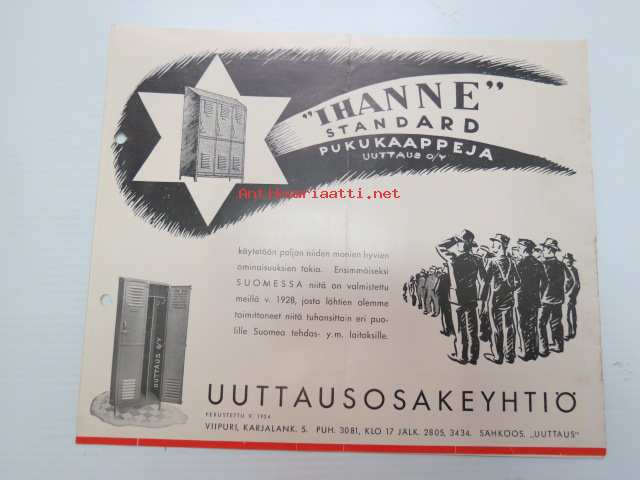 "IHANNE"
STANDARD
PUKUKAAPPEJA
UUTTAUS O/Y
Antikvariaatti.net
käytetään paljon niiden monien hyvien
ominaisuuksien takia. Ensimmäiseksi
SUOMESSA niitä on valmistettu
meillä v. 1928, josta lähtien olemme
toimittaneet niitä tuhansittain eri puo-
lille Suomea tehdas- y.m. laitoksille.
UUTTAUS O/Y
UUTTAUSOSAKEYHTIÖ
PERUSTETTU V. 1924
VIIPURI, KARJALANK. 5. PUH. 3081, KLO 17 JÄLK. 2805, 3434. SÄHKÖOS. „UUTTAUS"